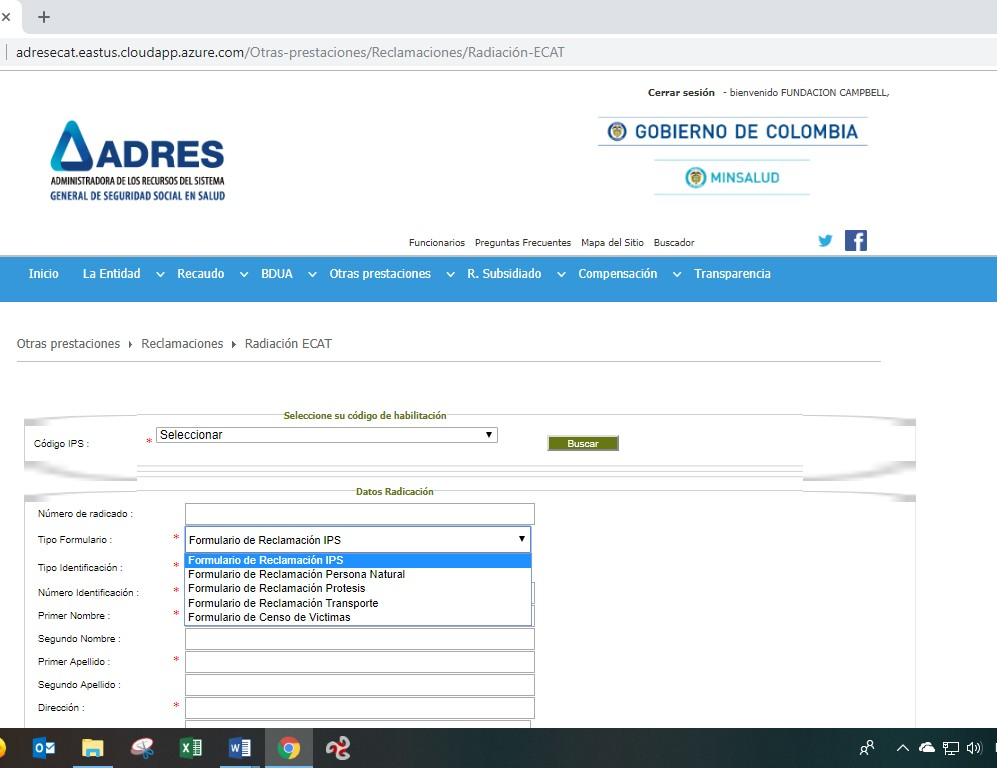 adresecat.eastus.cloudapp.azure.com/Otras-prestaciones/Reclamaciones/Radiación-ECAT
Cerrar sesión - bienvenido FUNDACION CAMPBELL,
ADRES
ADMINISTRADORA DE LOS RECURSOS DEL SISTEMA
GENERAL DE SEGURIDAD SOCIAL EN SALUD
GOBIERNO DE COLOMBIA
MINSALUD
Funcionarios Preguntas Frecuentes Mapa del Sitio Buscador
Inicio La Entidad Recaudo BDUA Otras prestaciones R. Subsidiado Compensación Transparencia
Otras prestaciones Reclamaciones Radiación ECAT
Seleccione su código de habilitación
Código IPS : * Seleccionar Buscar
Datos Radicación
Número de radicado :
Tipo Formulario : * Formulario de Reclamación IPS
Formulario de Reclamación IPS
Formulario de Reclamación Persona Natural
Formulario de Reclamación Protesis
Formulario de Reclamación Transporte
Formulario de Censo de Victimas
Tipo Identificación : *
Número Identificación : *
Primer Nombre : *
Segundo Nombre :
Primer Apellido : *
Segundo Apellido :
Dirección : *